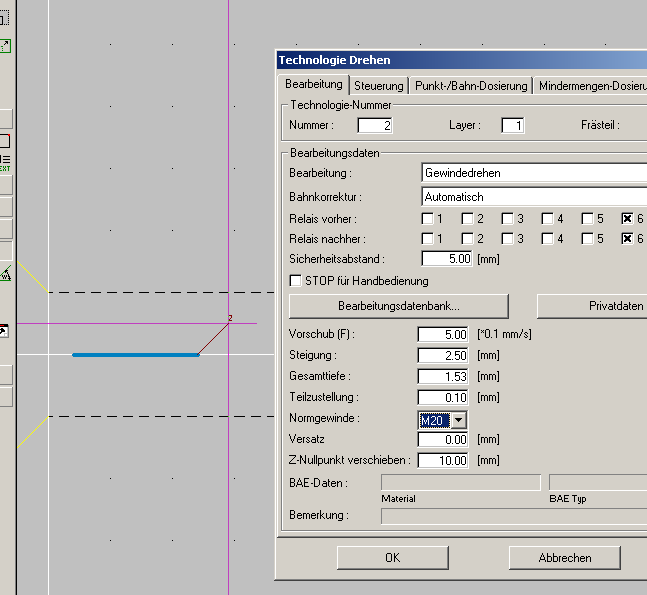 Technologie Drehen
Bearbeitung Steuerung Punkt-/Bahn-Dosierung Mindermengen-Dosieru
Technologie-Nummer
Nummer : 2 Layer : 1 Frästeil :
Bearbeitungsdaten
Bearbeitung : Gewindedrehen
Bahnkorrektur : Automatisch
Relais vorher : 1 2 3 4 5 6
Relais nachher : 1 2 3 4 5 6
Sicherheitsabstand : 5.00 [mm]
STOP für Handbedienung
Bearbeitungsdatenbank... Privatdaten
Vorschub (F) : 5.00 [*0.1 mm/s]
Steigung : 2.50 [mm]
Gesamttiefe : 1.53 [mm]
Teilzustellung : 0.10 [mm]
Normgewinde : M20
Versatz 0.00 [mm]
Z-Nullpunkt verschieben : 10.00 [mm]
BAE-Daten :
Material BAE Typ
Bemerkung :
OK Abbrechen
2
EXT